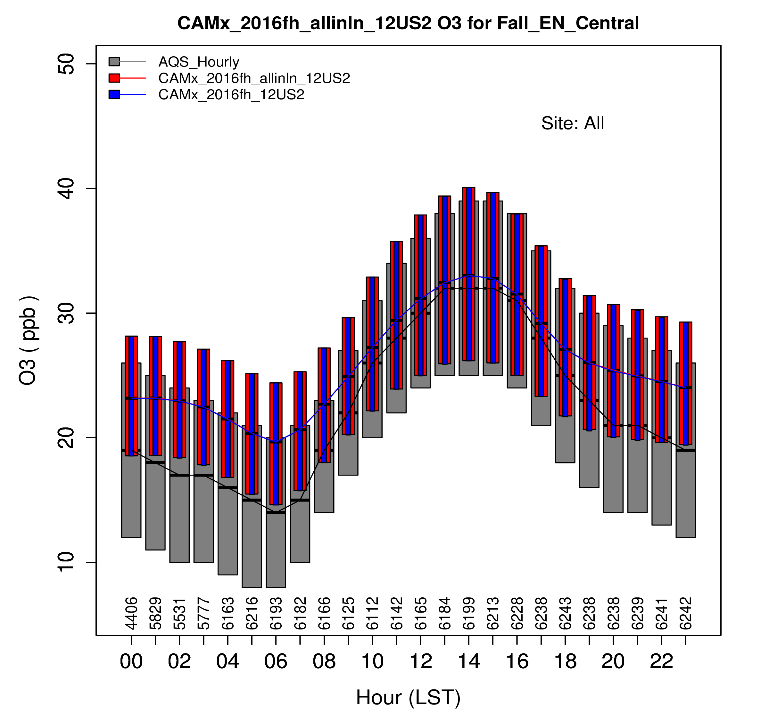 CAMx_2016fh_allinln_12US2 O3 for Fall_EN_Central
AQS_Hourly
CAMx_2016fh_allinln_12US2
CAMx_2016fh_12US2
Site: All
50
40
30
20
10
O3 ( ppb )
4406 5829 5531 5777 6163 6216 6193 6182 6166 6125 6112 6142 6165 6184 6199 6213 6228 6238 6243 6238 6238 6239 6241 6242
00 02 04 06 08 10 12 14 16 18 20 22
Hour (LST)